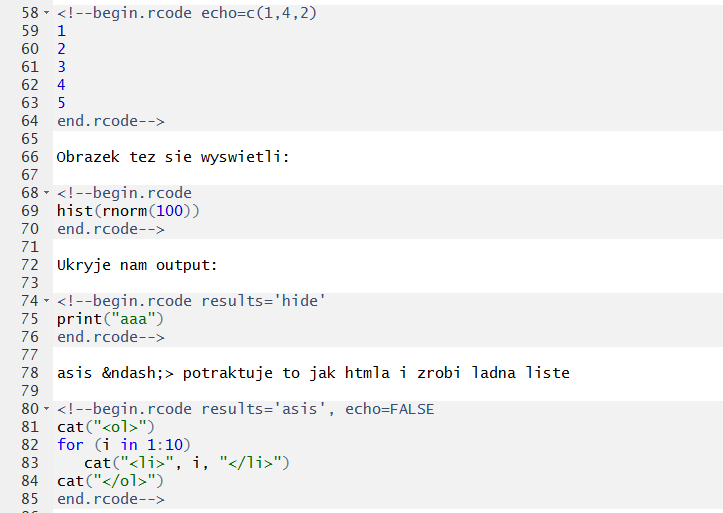 58 <!--begin.rcode echo=c(1,4,2)
59 1
60 2
61 3
62 4
63 5
64 end.rcode-->
65
66 Obrazek tez sie wyswietli:
67
68 <!--begin.rcode
69 hist(rnorm(100))
70 end.rcode-->
71
72 Ukryje nam output:
73
74 <!--begin.rcode results='hide'
75 print("aaa")
76 end.rcode-->
77
78 asis &ndash;> potraktuje to jak htmla i zrobi ladna liste
79
80 <!--begin.rcode results='asis', echo=FALSE
81 cat("<ol>")
82 for (i in 1:10)
83    cat("<li>", i, "</li>")
84 cat("</ol>")
85 end.rcode-->